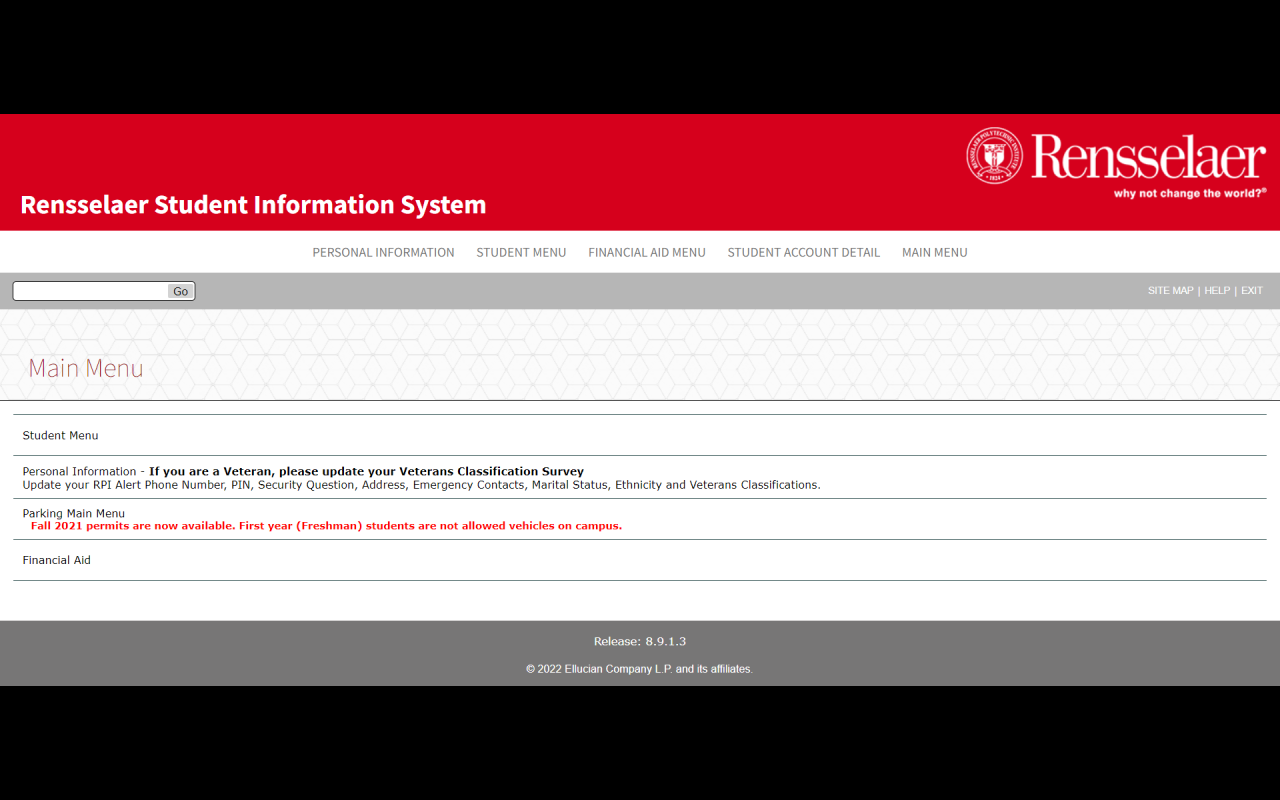 Rensselaer
why not change the world?®
Rensselaer Student Information System
PERSONAL INFORMATION STUDENT MENU FINANCIAL AID MENU STUDENT ACCOUNT DETAIL MAIN MENU
Go
SITE MAP | HELP | EXIT
Main Menu
Student Menu
Personal Information - If you are a Veteran, please update your Veterans Classification Survey
Update your RPI Alert Phone Number, PIN, Security Question, Address, Emergency Contacts, Marital Status, Ethnicity and Veterans Classifications.
Parking Main Menu
Fall 2021 permits are now available. First year (Freshman) students are not allowed vehicles on campus.
Financial Aid
Release: 8.9.1.3
© 2022 Ellucian Company L.P. and its affiliates.